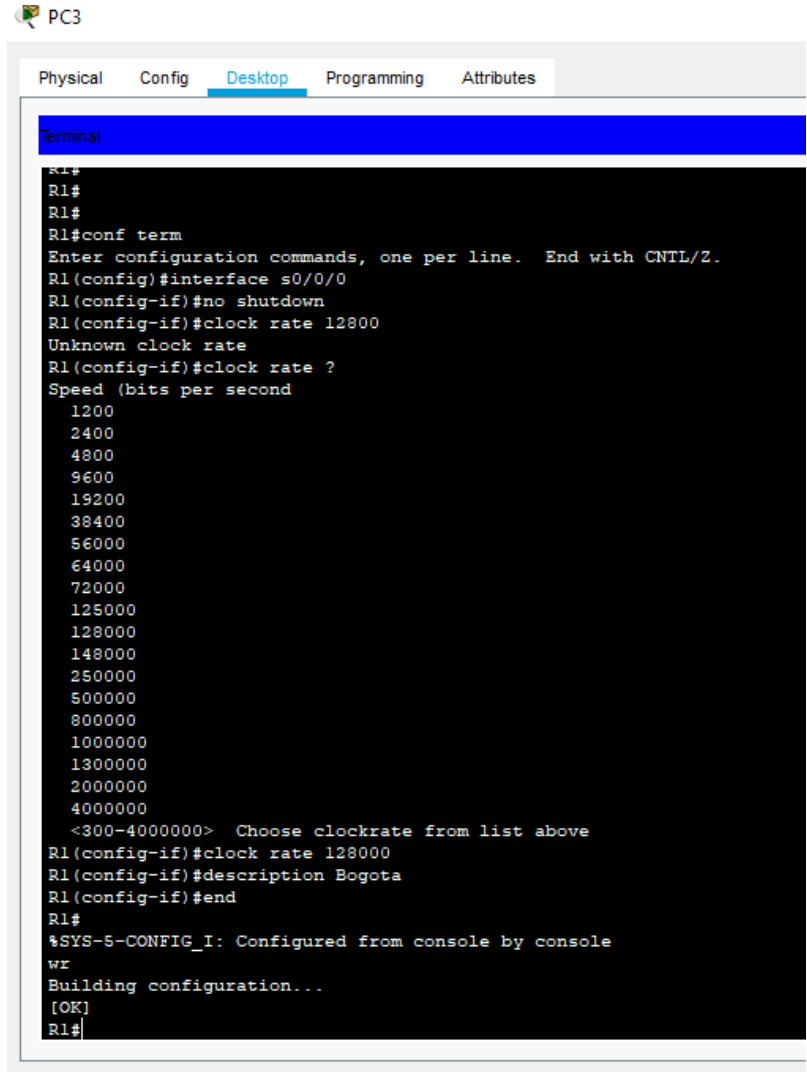 PC3
Physical Config Desktop Programming Attributes
Terminal
R1#
R1#
R1#
R1#conf term
Enter configuration commands, one per line.  End with CNTL/Z.
R1(config)#interface s0/0/0
R1(config-if)#no shutdown
R1(config-if)#clock rate 12800
Unknown clock rate
R1(config-if)#clock rate ?
Speed (bits per second
  1200
  2400
  4800
  9600
  19200
  38400
  56000
  64000
  72000
  125000
  128000
  148000
  250000
  500000
  800000
  1000000
  1300000
  2000000
  4000000
  <300-4000000>  Choose clockrate from list above
R1(config-if)#clock rate 128000
R1(config-if)#description Bogota
R1(config-if)#end
R1#
%SYS-5-CONFIG_I: Configured from console by console
wr
Building configuration...
[OK]
R1#